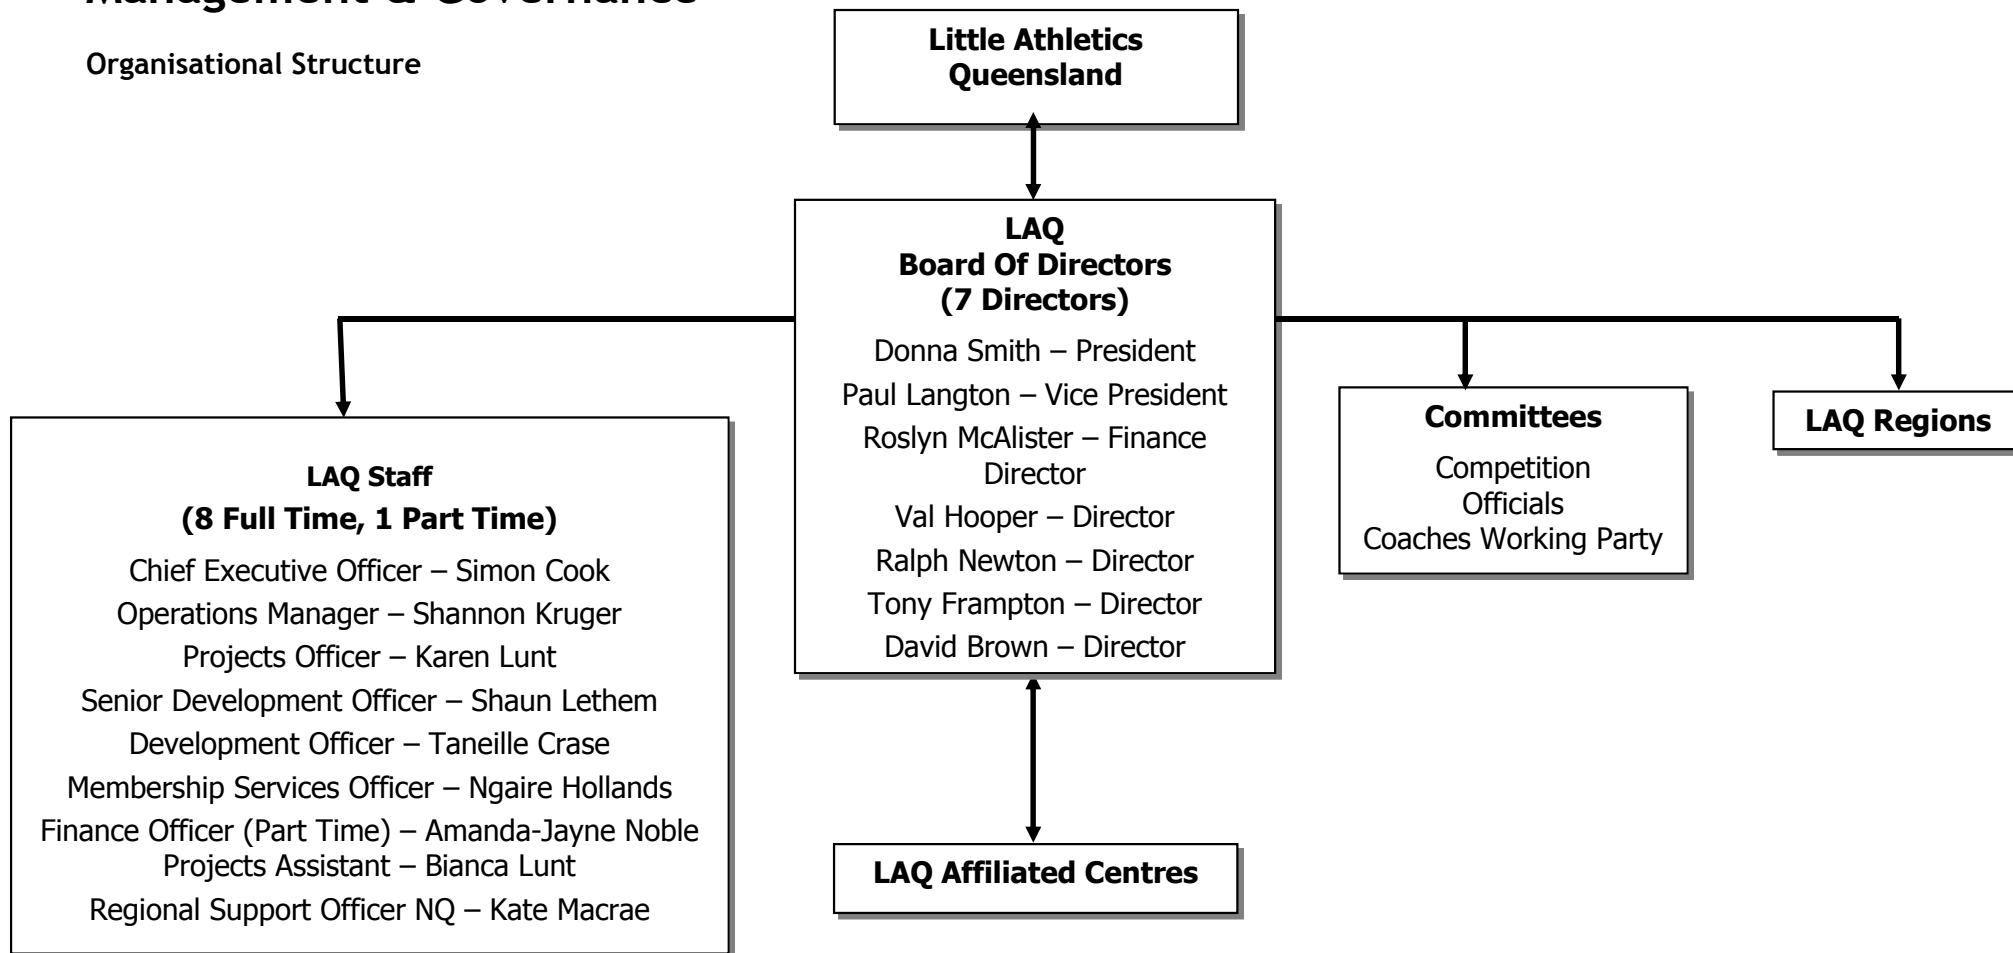 Management & Governance
Organisational Structure
Little Athletics
Queensland
LAQ
Board Of Directors
(7 Directors)
Donna Smith – President
Paul Langton – Vice President
Roslyn McAlister – Finance
Director
Val Hooper – Director
Ralph Newton – Director
Tony Frampton – Director
David Brown – Director
LAQ Staff
(8 Full Time, 1 Part Time)
Chief Executive Officer – Simon Cook
Operations Manager – Shannon Kruger
Projects Officer – Karen Lunt
Senior Development Officer – Shaun Lethem
Development Officer – Taneille Crase
Membership Services Officer – Ngaire Hollands
Finance Officer (Part Time) – Amanda-Jayne Noble
Projects Assistant – Bianca Lunt
Regional Support Officer NQ – Kate Macrae
Committees
Competition
Officials
Coaches Working Party
LAQ Regions
LAQ Affiliated Centres